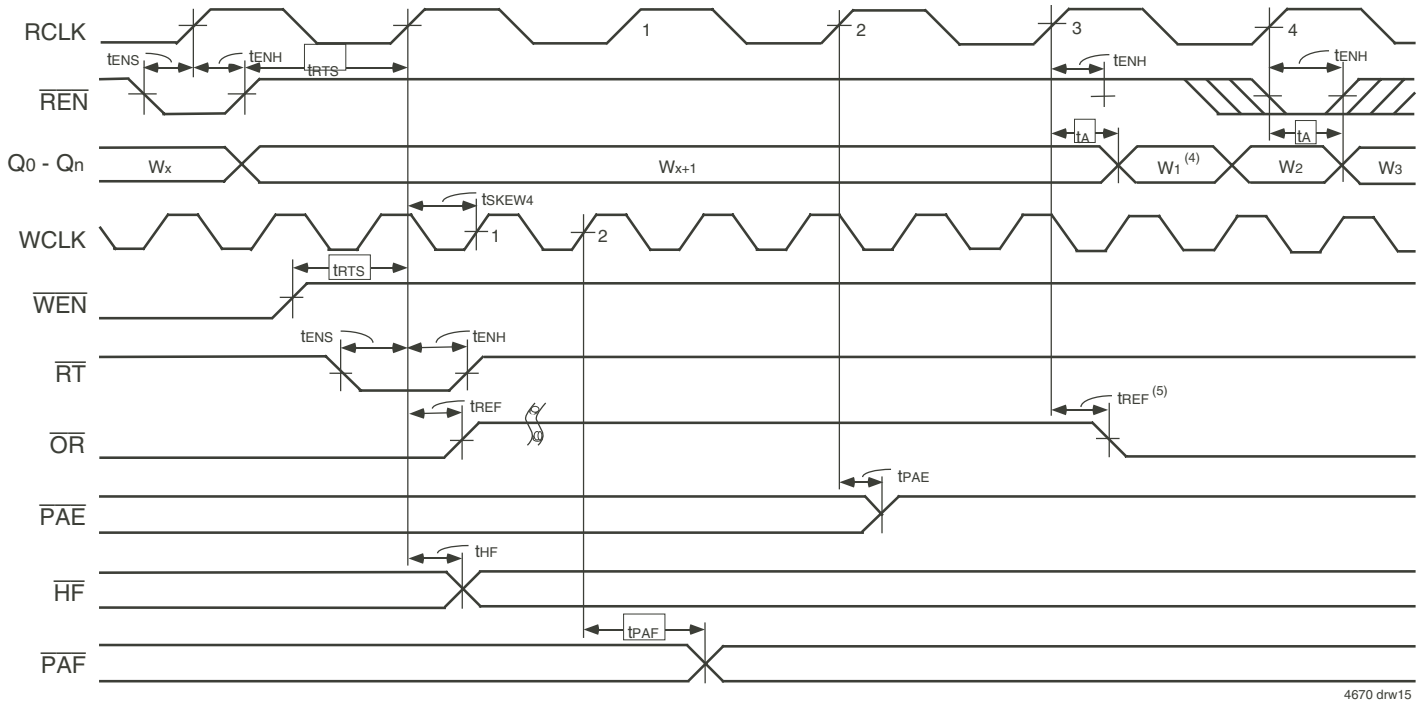 RCLK 1 2 3 4
tENS tENH tRTS tENH tENH
REN
tA tA
Q0 - Qn Wx Wx+1 W1 (4) W2 W3
tSKEW4
WCLK 1 2
tRTS
WEN
tENS tENH
RT
tREF tREF (5)
OR
tPAE
PAE
tHF
HF
tPAF
PAF
4670 drw15